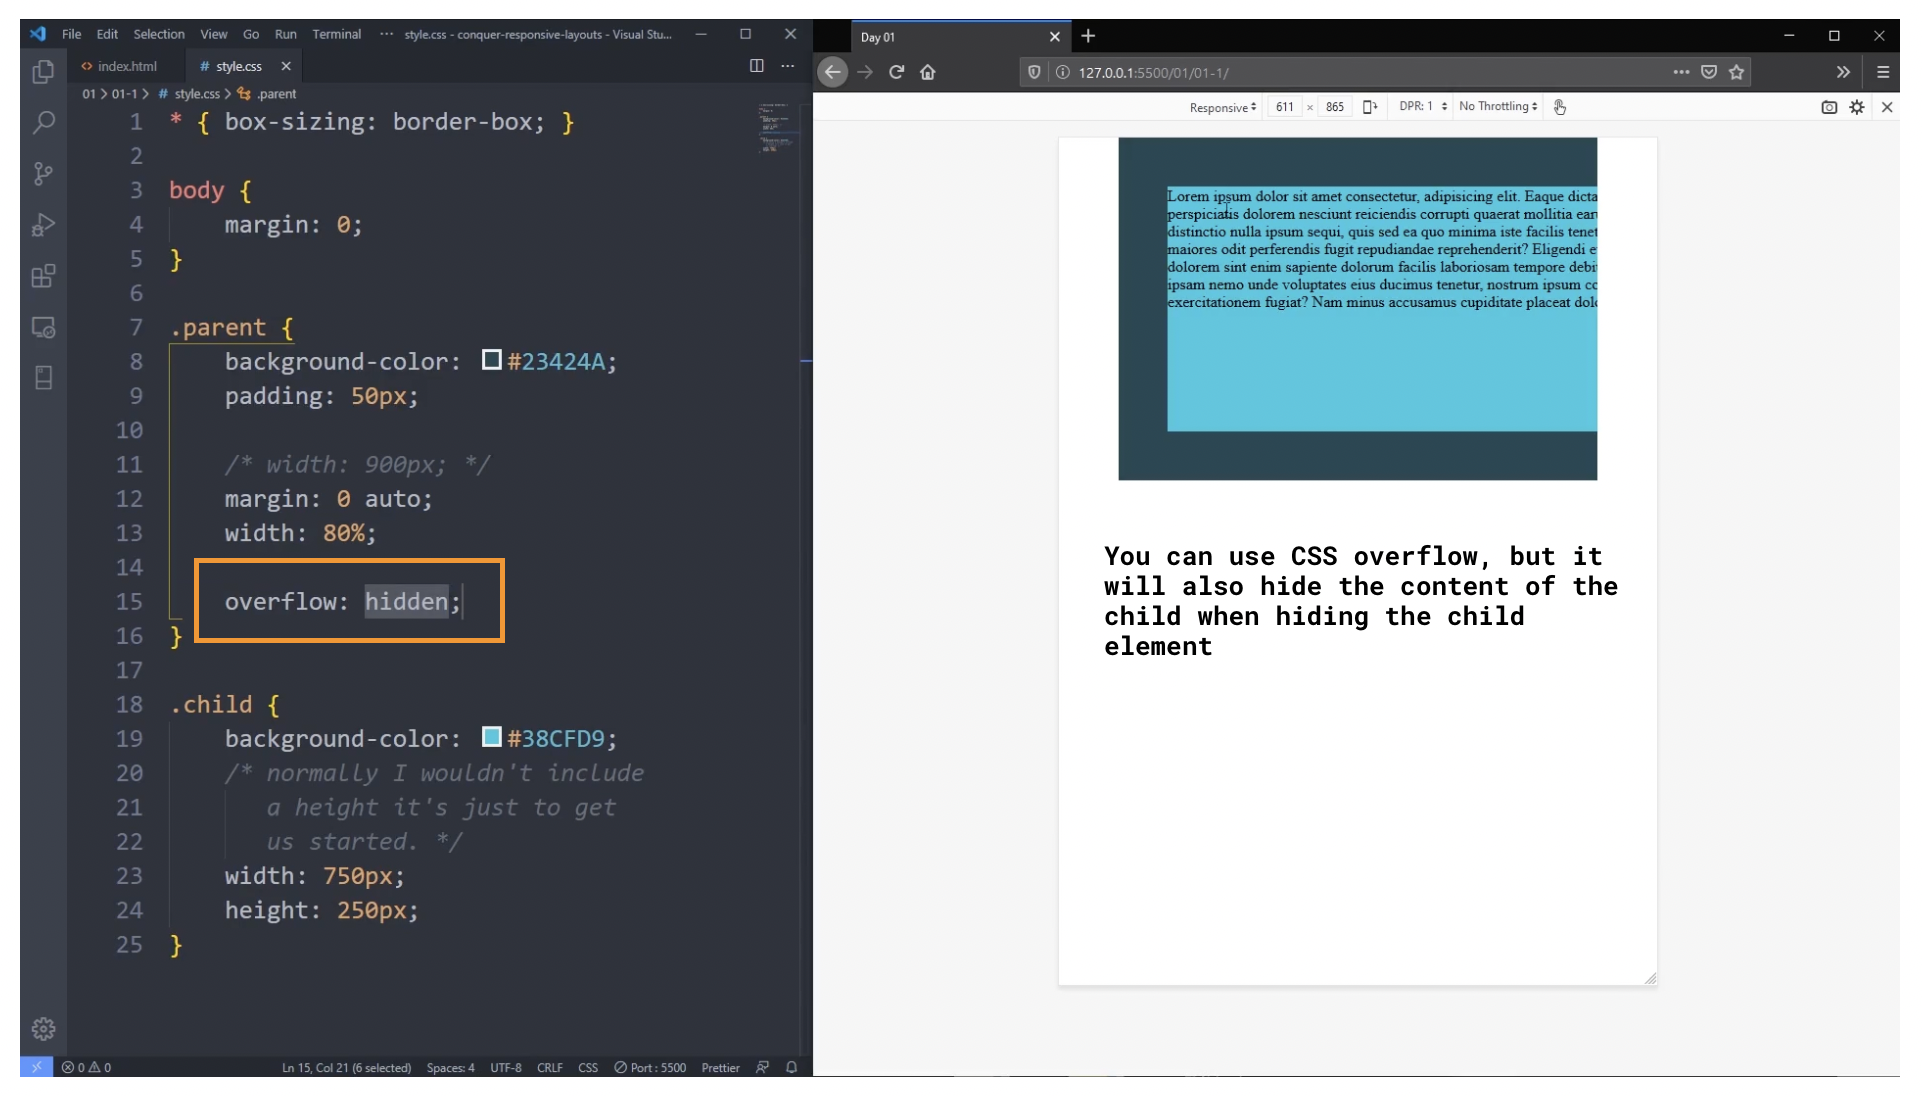 File Edit Selection View Go Run Terminal ··· style.css - conquer-responsive-layouts - Visual Stu...
index.html
# style.css
01 > 01-1 > # style.css > .parent
1 * { box-sizing: border-box; }
2
3 body {
4 margin: 0;
5 }
6
7 .parent {
8 background-color: #23424A;
9 padding: 50px;
10
11 /* width: 900px; */
12 margin: 0 auto;
13 width: 80%;
14
15 overflow: hidden;
16 }
17
18 .child {
19 background-color: #38CFD9;
20 /* normally I wouldn't include
21 a height it's just to get
22 us started. */
23 width: 750px;
24 height: 250px;
25 }
0 0 Ln 15, Col 21 (6 selected) Spaces: 4 UTF-8 CRLF CSS Port : 5500 Prettier
Day 01
127.0.0.1:5500/01/01-1/
Responsive 611 × 865 DPR: 1 No Throttling
Lorem ipsum dolor sit amet consectetur, adipisicing elit. Eaque dicta
perspiciatis dolorem nesciunt reiciendis corrupti quaerat mollitia ear
distinctio nulla ipsum sequi, quis sed ea quo minima iste facilis tenet
maiores odit perferendis fugit repudiandae reprehenderit? Eligendi e
dolorem sint enim sapiente dolorum facilis laboriosam tempore debi
ipsam nemo unde voluptates eius ducimus tenetur, nostrum ipsum co
exercitationem fugiat? Nam minus accusamus cupiditate placeat dolo
You can use CSS overflow, but it
will also hide the content of the
child when hiding the child
element